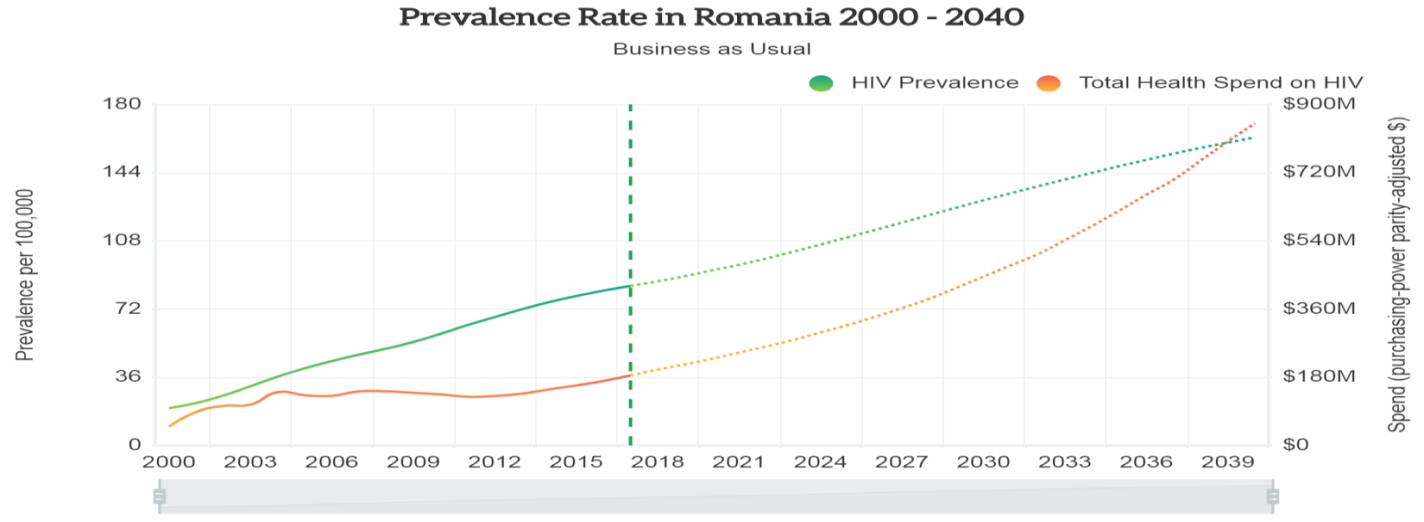 Prevalence Rate in Romania 2000 - 2040
Business as Usual
HIV Prevalence Total Health Spend on HIV
180 $900M
144 $720M
108 $540M
72 $360M
36 $180M
0 $0
Prevalence per 100,000
Spend (purchasing-power parity-adjusted $)
2000 2003 2006 2009 2012 2015 2018 2021 2024 2027 2030 2033 2036 2039